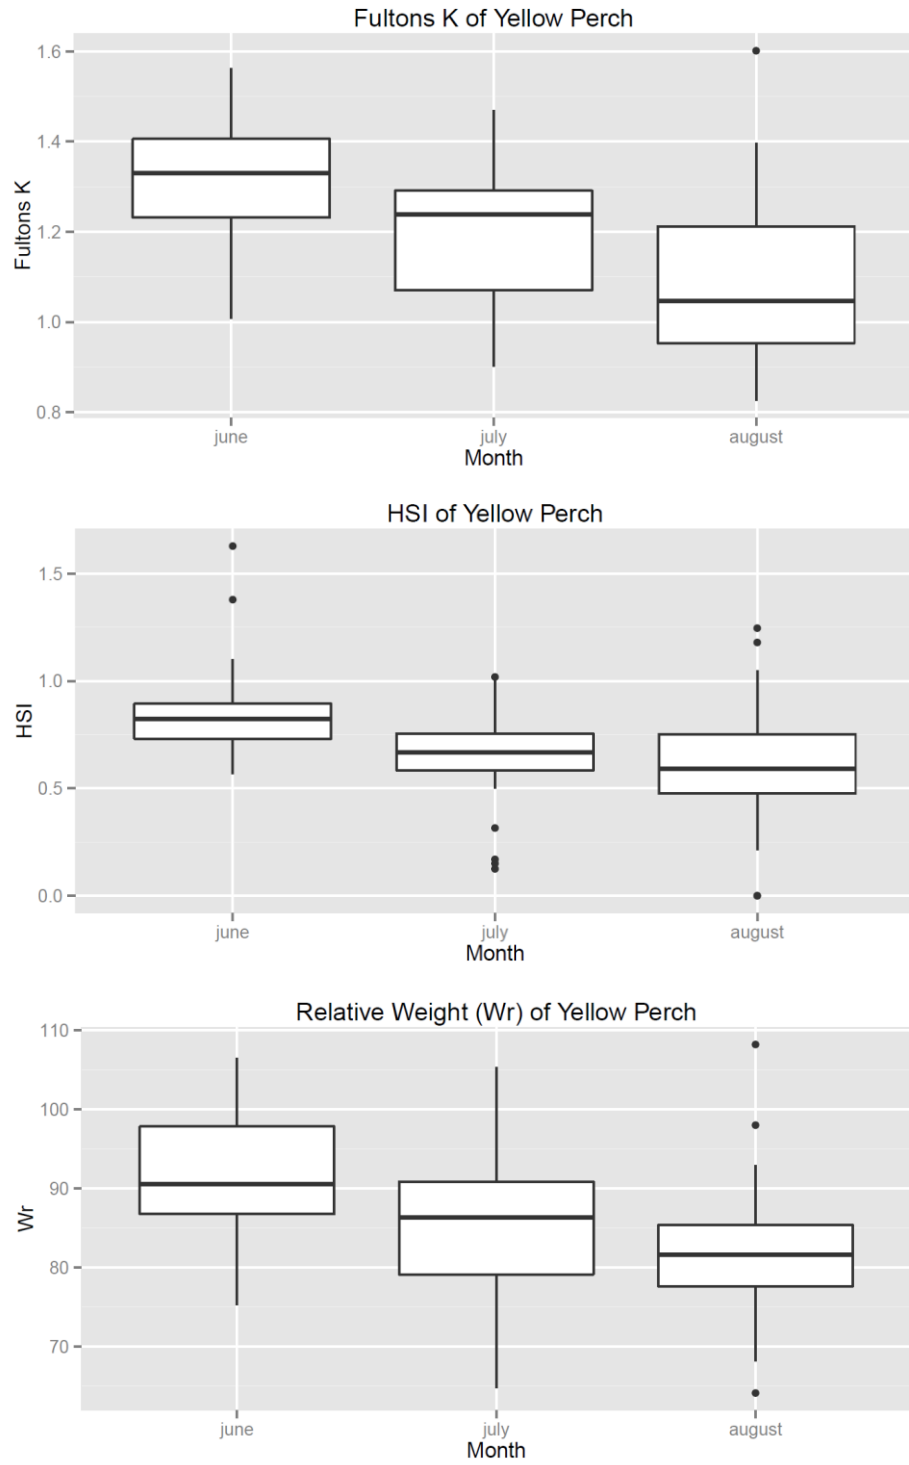 Fultons K of Yellow Perch
1.6
1.4
1.2
1.0
0.8
Fultons K
june july august
Month
HSI of Yellow Perch
1.5
1.0
0.5
0.0
HSI
june july august
Month
Relative Weight (Wr) of Yellow Perch
110
100
90
80
70
Wr
june july august
Month